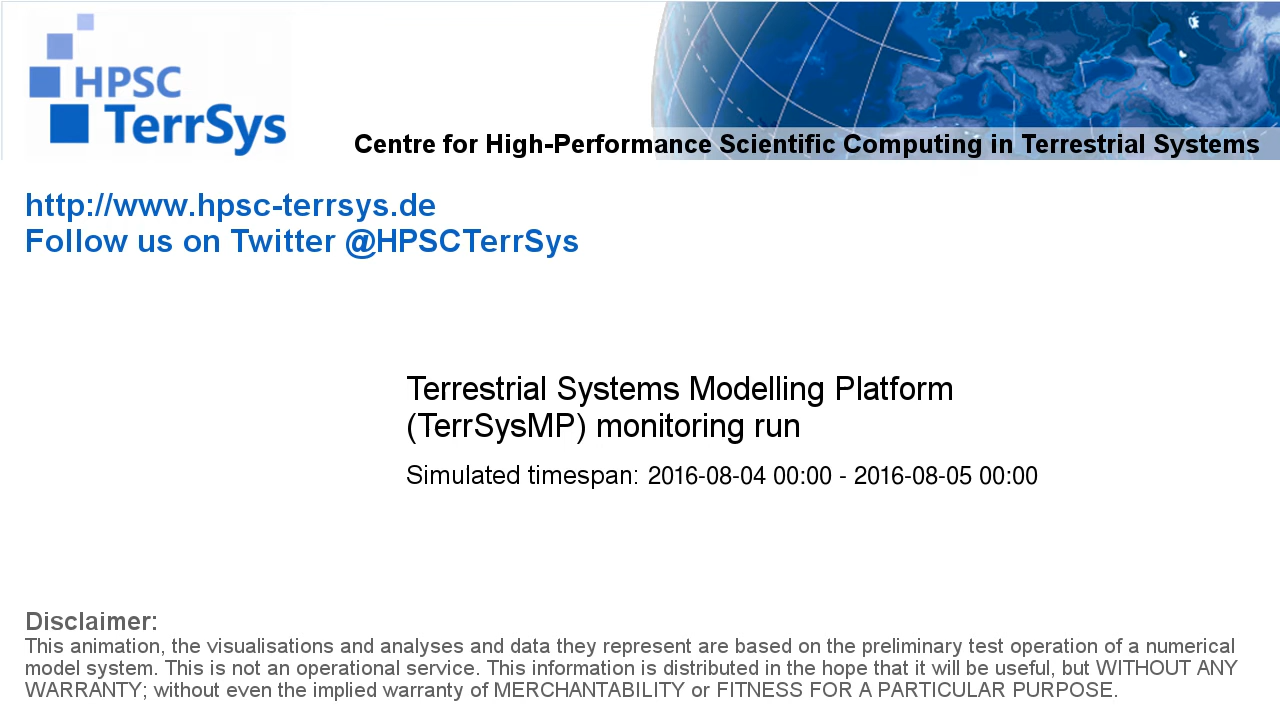 HPSC
TerrSys
Centre for High-Performance Scientific Computing in Terrestrial Systems
http://www.hpsc-terrsys.de
Follow us on Twitter @HPSCTerrSys
Terrestrial Systems Modelling Platform
(TerrSysMP) monitoring run
Simulated timespan: 2016-08-04 00:00 - 2016-08-05 00:00
Disclaimer:
This animation, the visualisations and analyses and data they represent are based on the preliminary test operation of a numerical
model system. This is not an operational service. This information is distributed in the hope that it will be useful, but WITHOUT ANY
WARRANTY; without even the implied warranty of MERCHANTABILITY or FITNESS FOR A PARTICULAR PURPOSE.